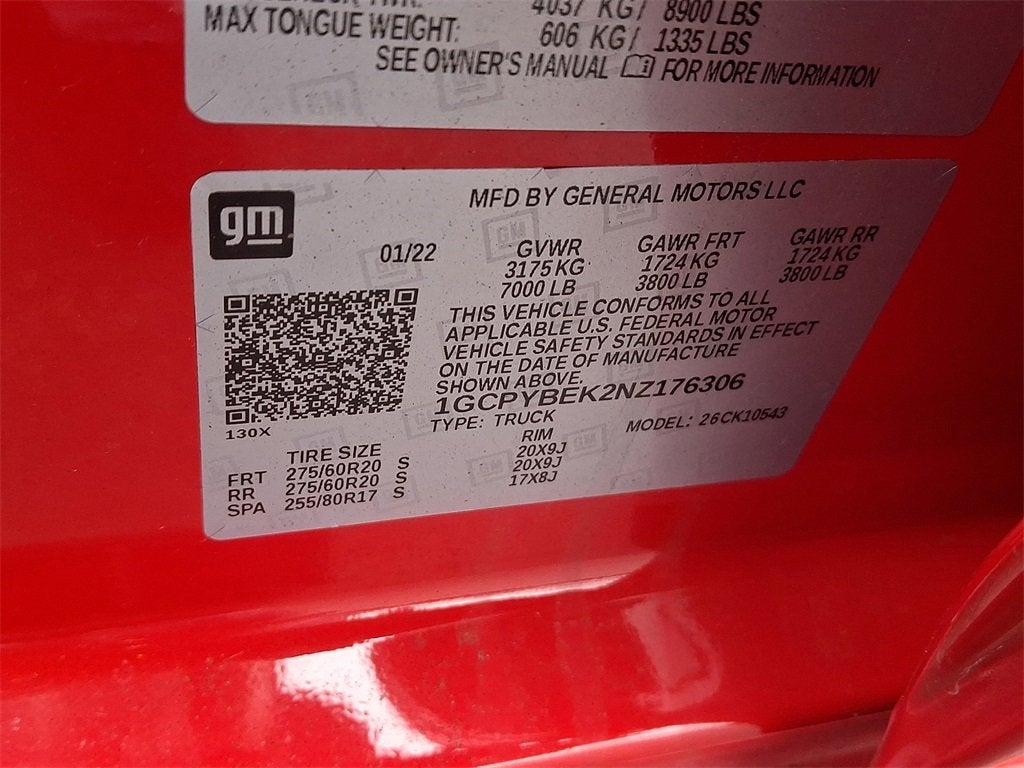 4037 KG/ 8900 LBS
MAX TONGUE WEIGHT: 606 KG/ 1335 LBS
SEE OWNER'S MANUAL FOR MORE INFORMATION
gm
MFD BY GENERAL MOTORS LLC
01/22
GVWR GAWR FRT GAWR RR
3175 KG 1724 KG 1724 KG
7000 LB 3800 LB 3800 LB
THIS VEHICLE CONFORMS TO ALL
APPLICABLE U.S. FEDERAL MOTOR
VEHICLE SAFETY STANDARDS IN EFFECT
ON THE DATE OF MANUFACTURE
SHOWN ABOVE.
1GCPYBEK2NZ176306
TYPE: TRUCK MODEL: 26CK10543
130X
TIRE SIZE RIM
FRT 275/60R20 S 20X9J
RR 275/60R20 S 20X9J
SPA 255/80R17 S 17X8J